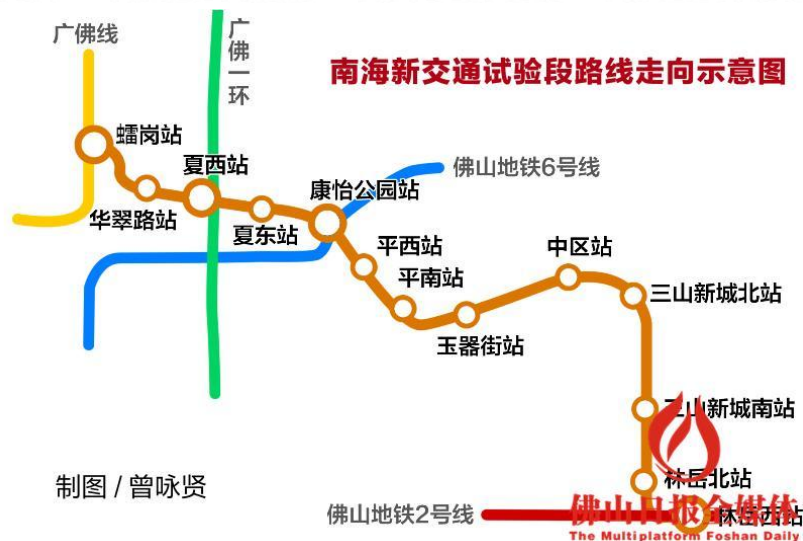 广佛线
广佛一环
南海新交通试验段路线走向示意图
蠕岗站
夏西站
康怡公园站
佛山地铁6号线
华翠路站
夏东站
平西站
中区站
平南站
三山新城北站
玉器街站
三山新城南站
林岳北站
制图 / 曾咏贤
佛山地铁2号线
林岳西站
佛山日报全媒体
The Multiplatform Foshan Daily